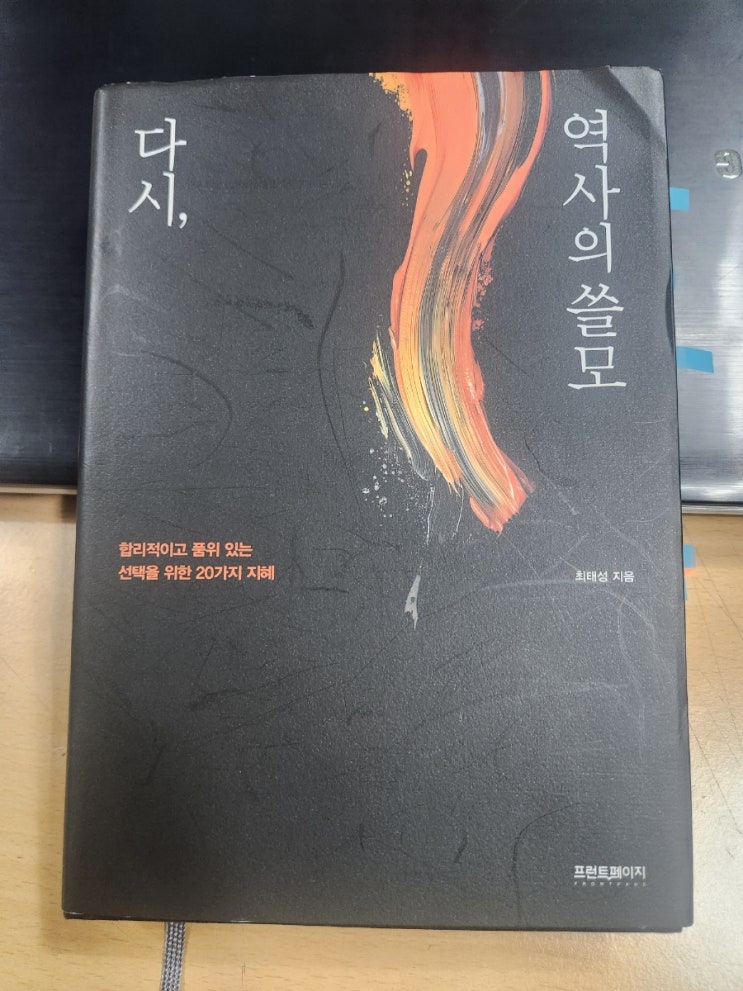 다시,
역사의 쓸모
합리적이고 품위 있는
선택을 위한 20가지 지혜
최태성 지음
프런트페이지
FRONTPAGE